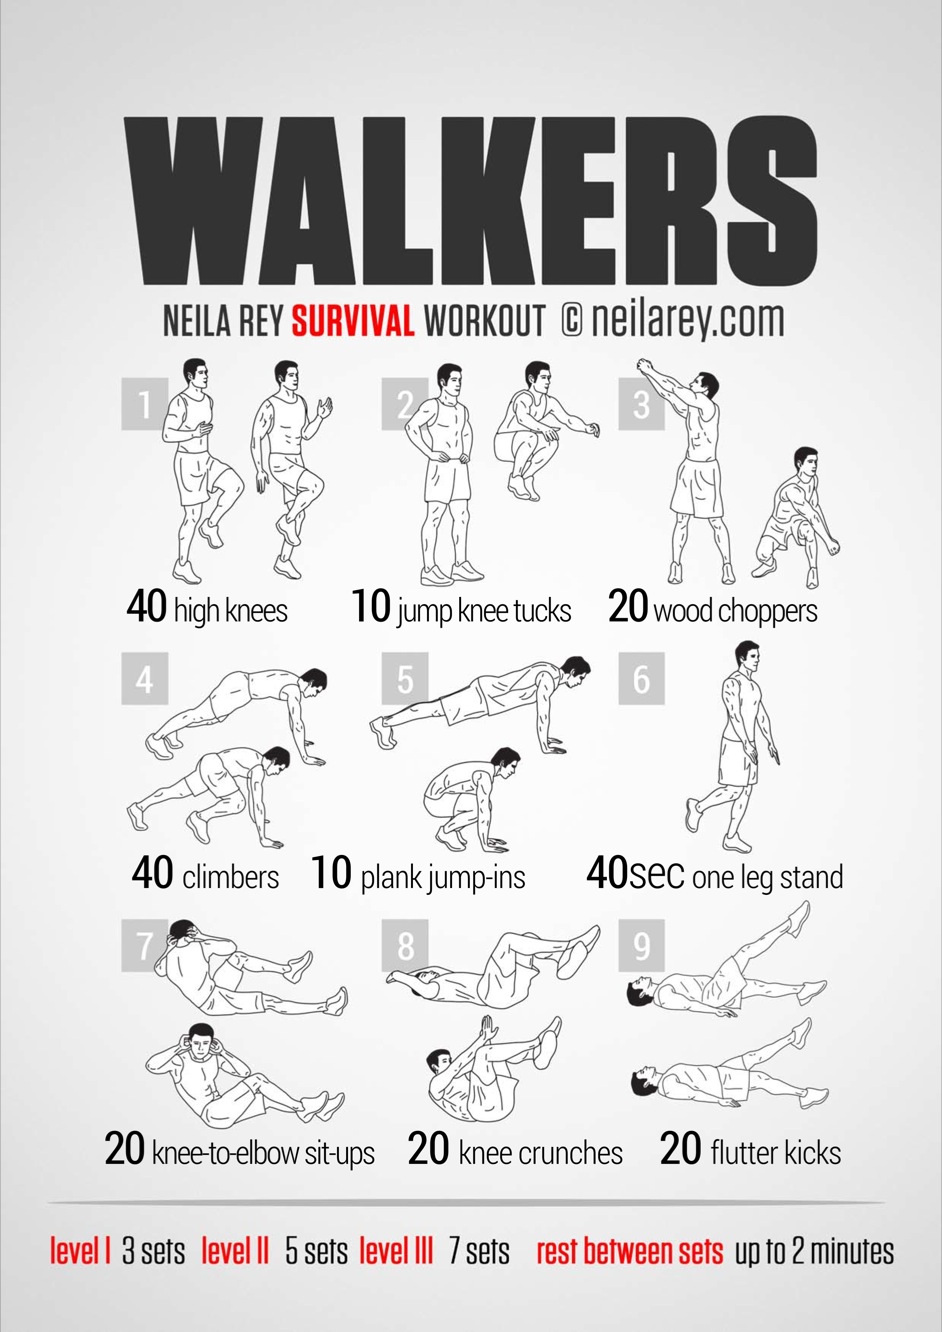 WALKERS
NEILA REY SURVIVAL WORKOUT © neilarey.com
1 2 3
40 high knees 10 jump knee tucks 20 wood choppers
4 5 6
40 climbers 10 plank jump-ins 40sec one leg stand
7 8 9
20 knee-to-elbow sit-ups 20 knee crunches 20 flutter kicks
level I 3 sets level II 5 sets level III 7 sets rest between sets up to 2 minutes